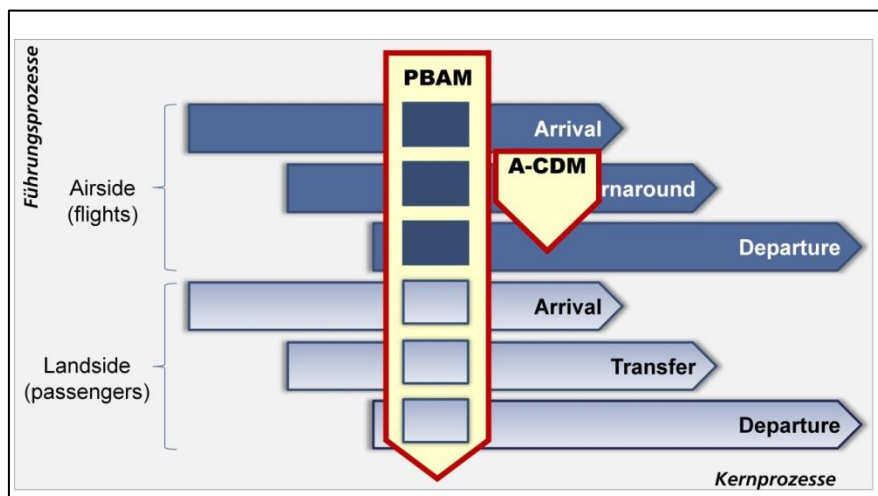 Führungsprozesse
PBAM
Arrival
A-CDM
Airside
(flights)
rnaround
Departure
Arrival
Landside
(passengers)
Transfer
Departure
Kernprozesse